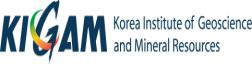 KIGAM
Korea Institute of Geoscience
and Mineral Resources